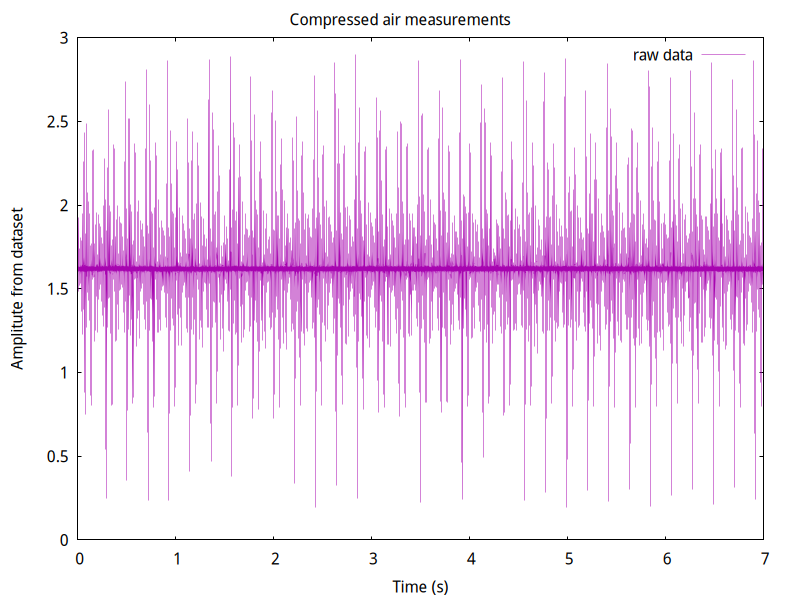 Compressed air measurements
raw data
3
2.5
2
1.5
1
0.5
0
Amplitute from dataset
0 1 2 3 4 5 6 7
Time (s)